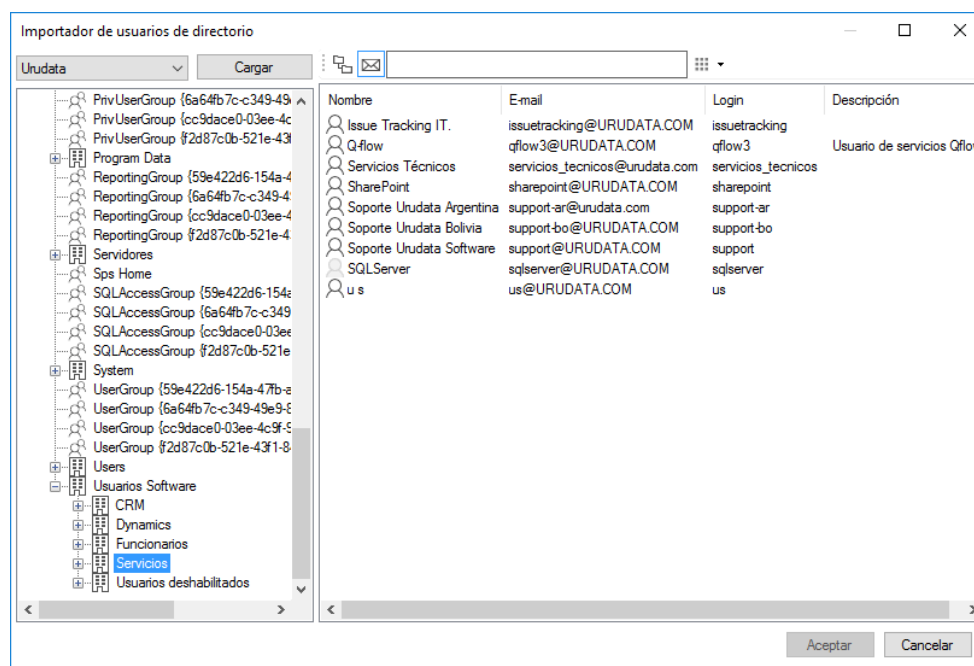 Importador de usuarios de directorio
Urudata
Cargar
PrivUserGroup {6a64fb7c-c349-49
PrivUserGroup {cc9dace0-03ee-4c
PrivUserGroup {f2d87c0b-521e-43
Program Data
ReportingGroup {59e422d6-154a-4
ReportingGroup {6a64fb7c-c349-4
ReportingGroup {cc9dace0-03ee-4
ReportingGroup {f2d87c0b-521e-4
Servidores
Sps Home
SQLAccessGroup {59e422d6-154a
SQLAccessGroup {6a64fb7c-c349
SQLAccessGroup {cc9dace0-03ee
SQLAccessGroup {f2d87c0b-521e
System
UserGroup {59e422d6-154a-47fb-a
UserGroup {6a64fb7c-c349-49e9-8
UserGroup {cc9dace0-03ee-4c9f-9
UserGroup {f2d87c0b-521e-43f1-8
Users
Usuarios Software
CRM
Dynamics
Funcionarios
Servicios
Usuarios deshabilitados
Nombre E-mail Login Descripción
Issue Tracking IT. issuetracking@URUDATA.COM issuetracking
Q-flow qflow3@URUDATA.COM qflow3 Usuario de servicios Qflo
Servicios Técnicos servicios_tecnicos@urudata.com servicios_tecnicos
SharePoint sharepoint@URUDATA.COM sharepoint
Soporte Urudata Argentina support-ar@urudata.com support-ar
Soporte Urudata Bolivia support-bo@URUDATA.COM support-bo
Soporte Urudata Software support@URUDATA.COM support
SQLServer sqlserver@URUDATA.COM sqlserver
u s us@URUDATA.COM us
Aceptar Cancelar